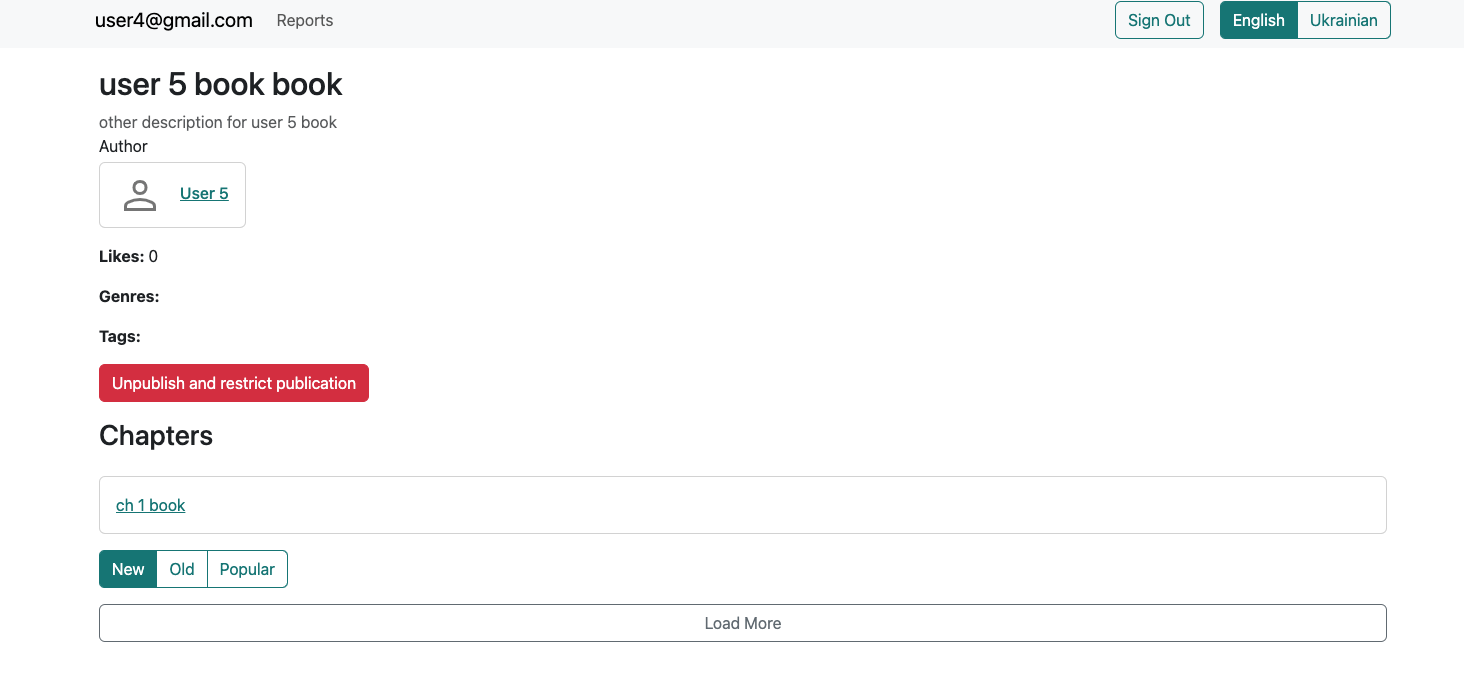 user4@gmail.com Reports Sign Out English Ukrainian
user 5 book book
other description for user 5 book
Author
User 5
Likes: 0
Genres:
Tags:
Unpublish and restrict publication
Chapters
ch 1 book
New Old Popular
Load More